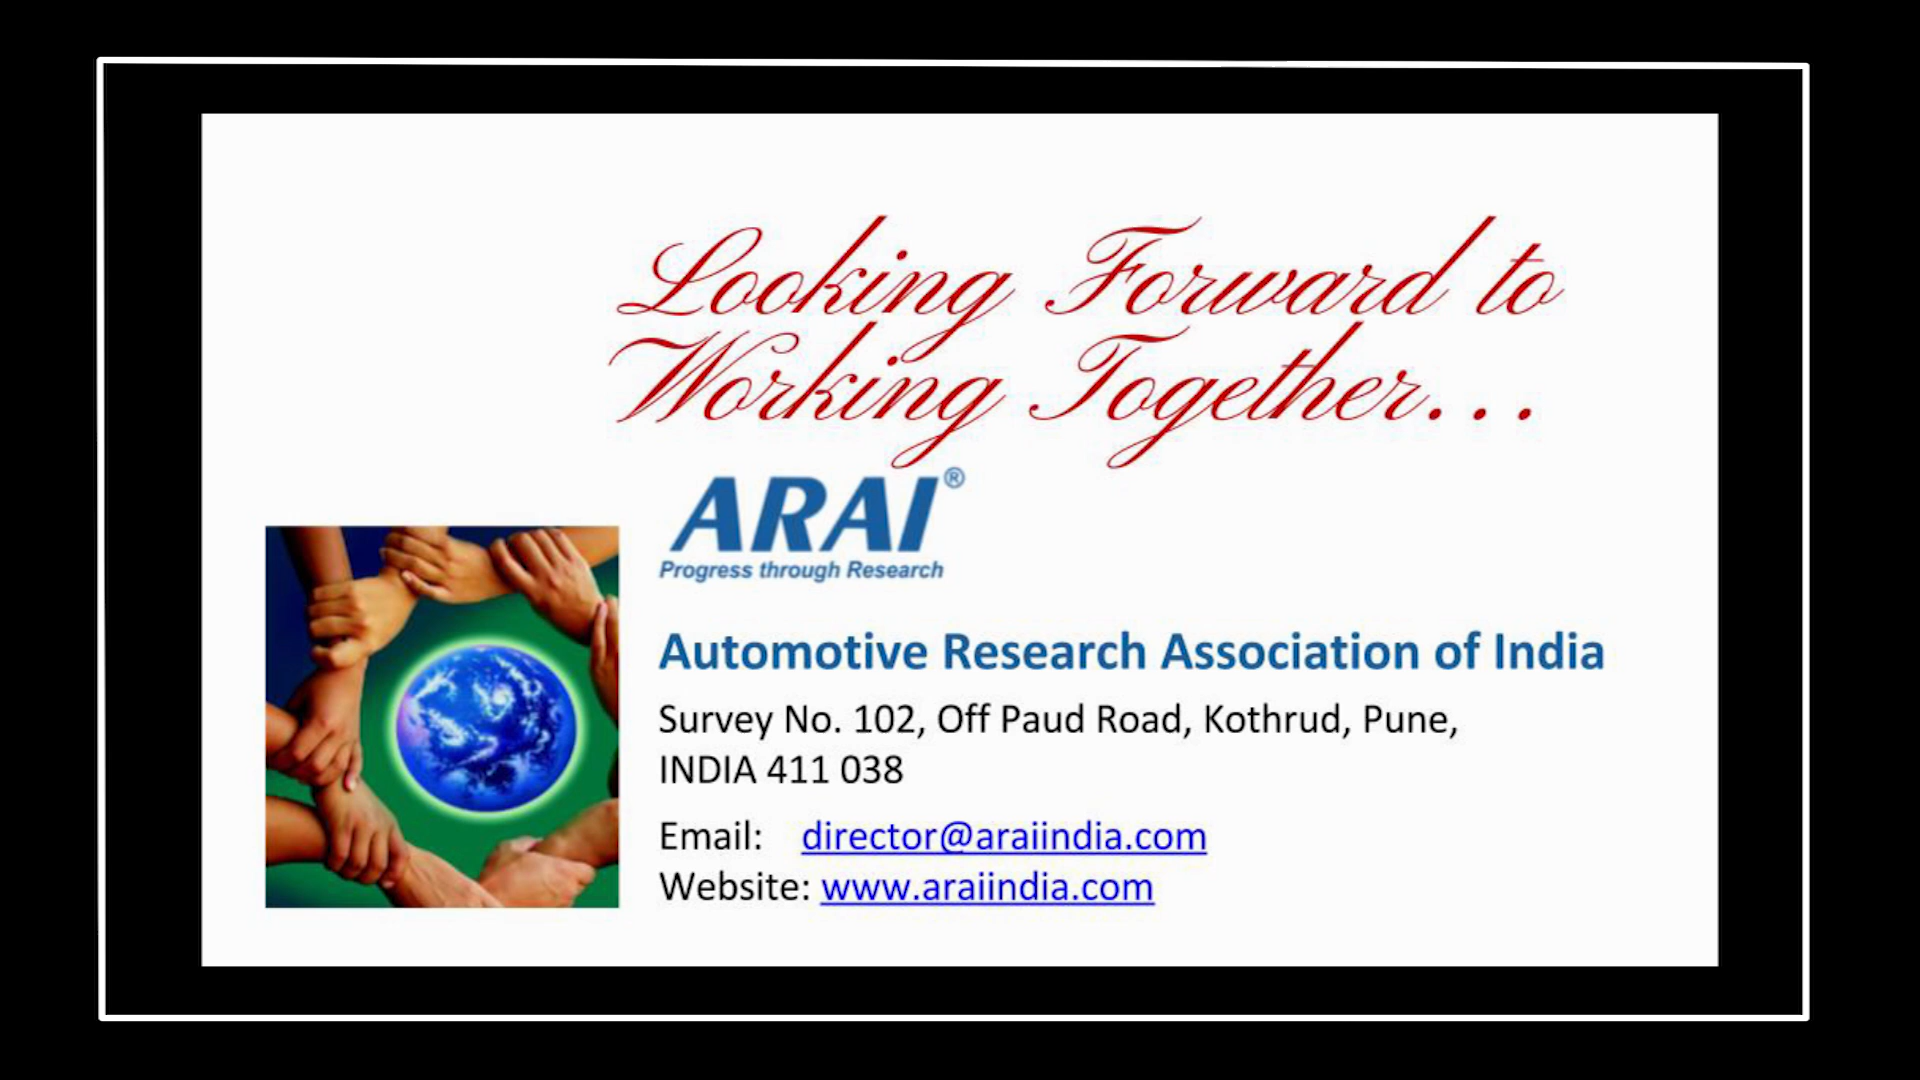 Looking Forward to
Working Together...
ARAI®
Progress through Research
Automotive Research Association of India
Survey No. 102, Off Paud Road, Kothrud, Pune,
INDIA 411 038
Email: director@araiindia.com
Website: www.araiindia.com